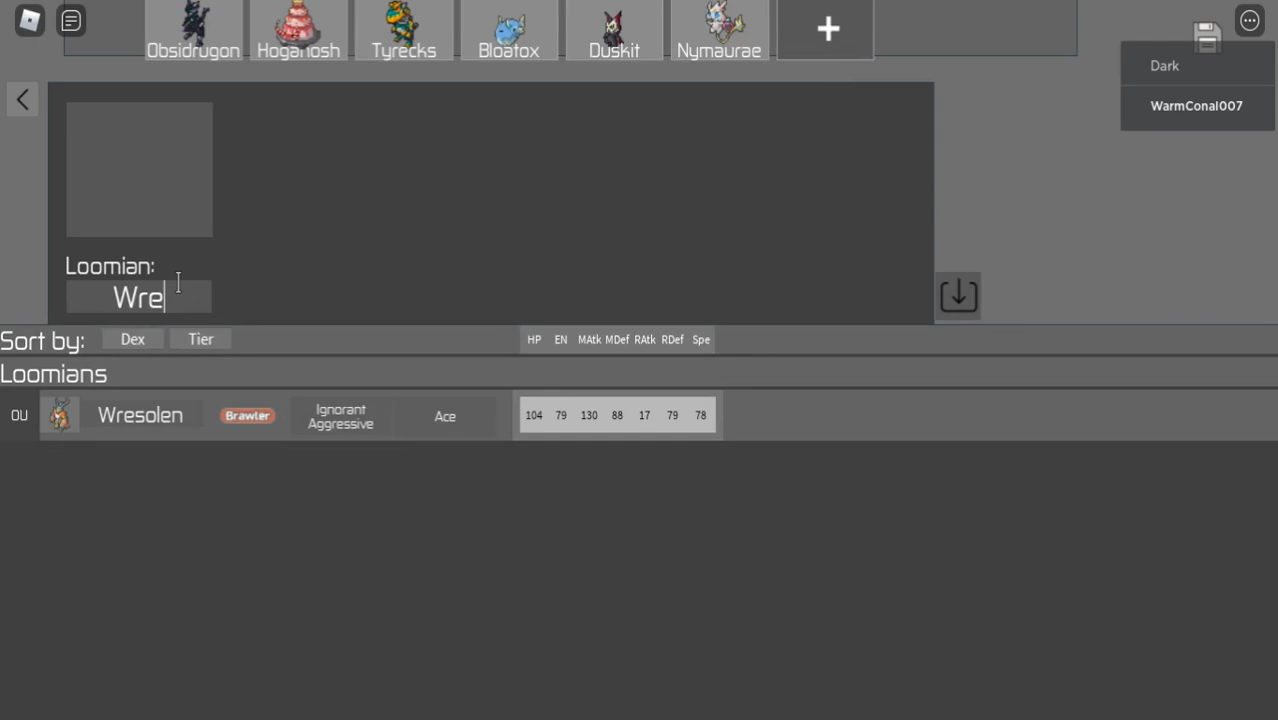 Obsidrugon Hoganosh Tyrecks Bloatox Duskit Nymaurae +
Dark
WarmConal007
Loomian:
Wre
Sort by: Dex Tier HP EN MAtk MDef RAtk RDef Spe
Loomians
OU Wresolen Brawler Ignorant Aggressive Ace 104 79 130 88 17 79 78